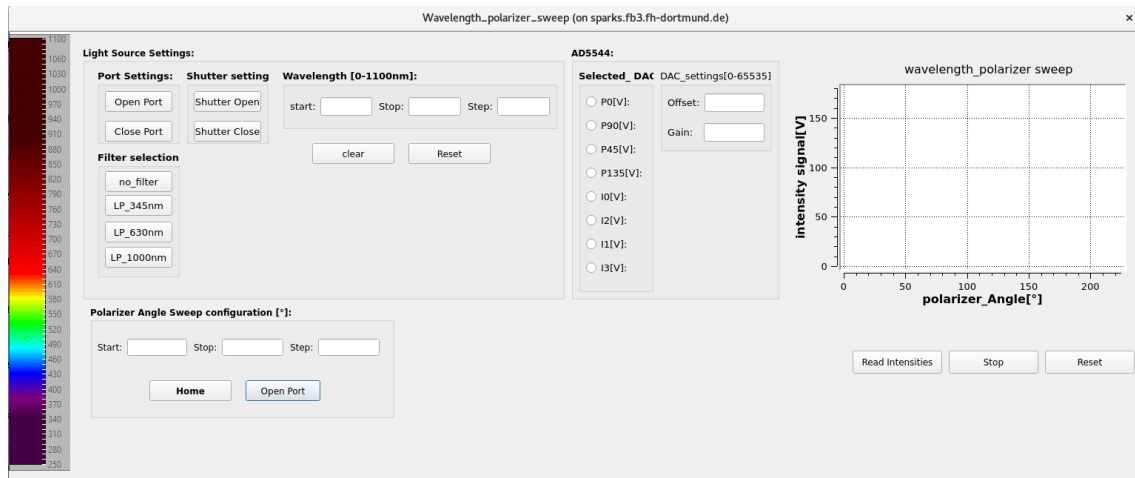 Wavelength_polarizer_sweep (on sparks.fb3.fh-dortmund.de)
×
1100
1060
1030
1000
970
940
910
880
850
820
790
760
730
700
670
640
610
580
550
520
490
460
430
400
370
340
310
280
250
Light Source Settings:
Port Settings:
Open Port
Close Port
Shutter setting
Shutter Open
Shutter Close
Wavelength [0-1100nm]:
start: Stop: Step:
clear Reset
Filter selection
no_filter
LP_345nm
LP_630nm
LP_1000nm
AD5544:
Selected_ DAC
P0[V]:
P90[V]:
P45[V]:
P135[V]:
I0[V]:
I2[V]:
I1[V]:
I3[V]:
DAC_settings[0-65535]
Offset:
Gain:
wavelength_polarizer sweep
intensity signal[V]
150
100
50
0
0 50 100 150 200
polarizer_Angle[°]
Polarizer Angle Sweep configuration [°]:
Start: Stop: Step:
Home Open Port
Read Intensities Stop Reset